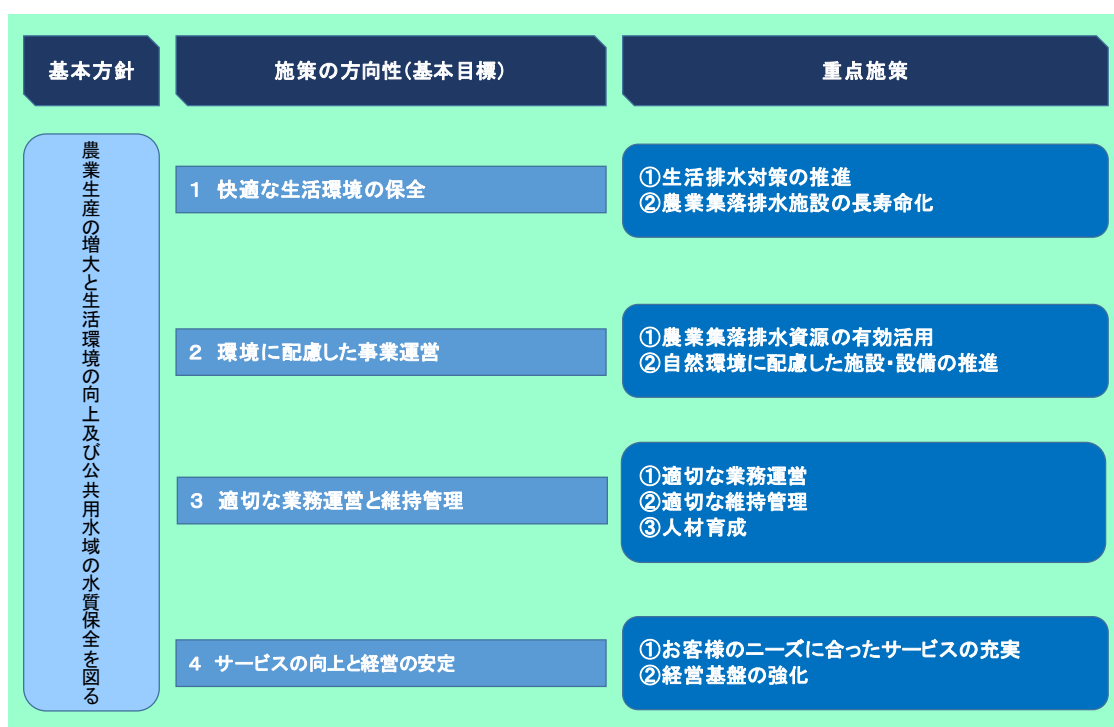 基本方針
施策の方向性(基本目標)
重点施策
農業生産の増大と生活環境の向上及び公共用水域の水質保全を図る
1 快適な生活環境の保全
①生活排水対策の推進
②農業集落排水施設の長寿命化
2 環境に配慮した事業運営
①農業集落排水資源の有効活用
②自然環境に配慮した施設・設備の推進
3 適切な業務運営と維持管理
①適切な業務運営
②適切な維持管理
③人材育成
4 サービスの向上と経営の安定
①お客様のニーズに合ったサービスの充実
②経営基盤の強化